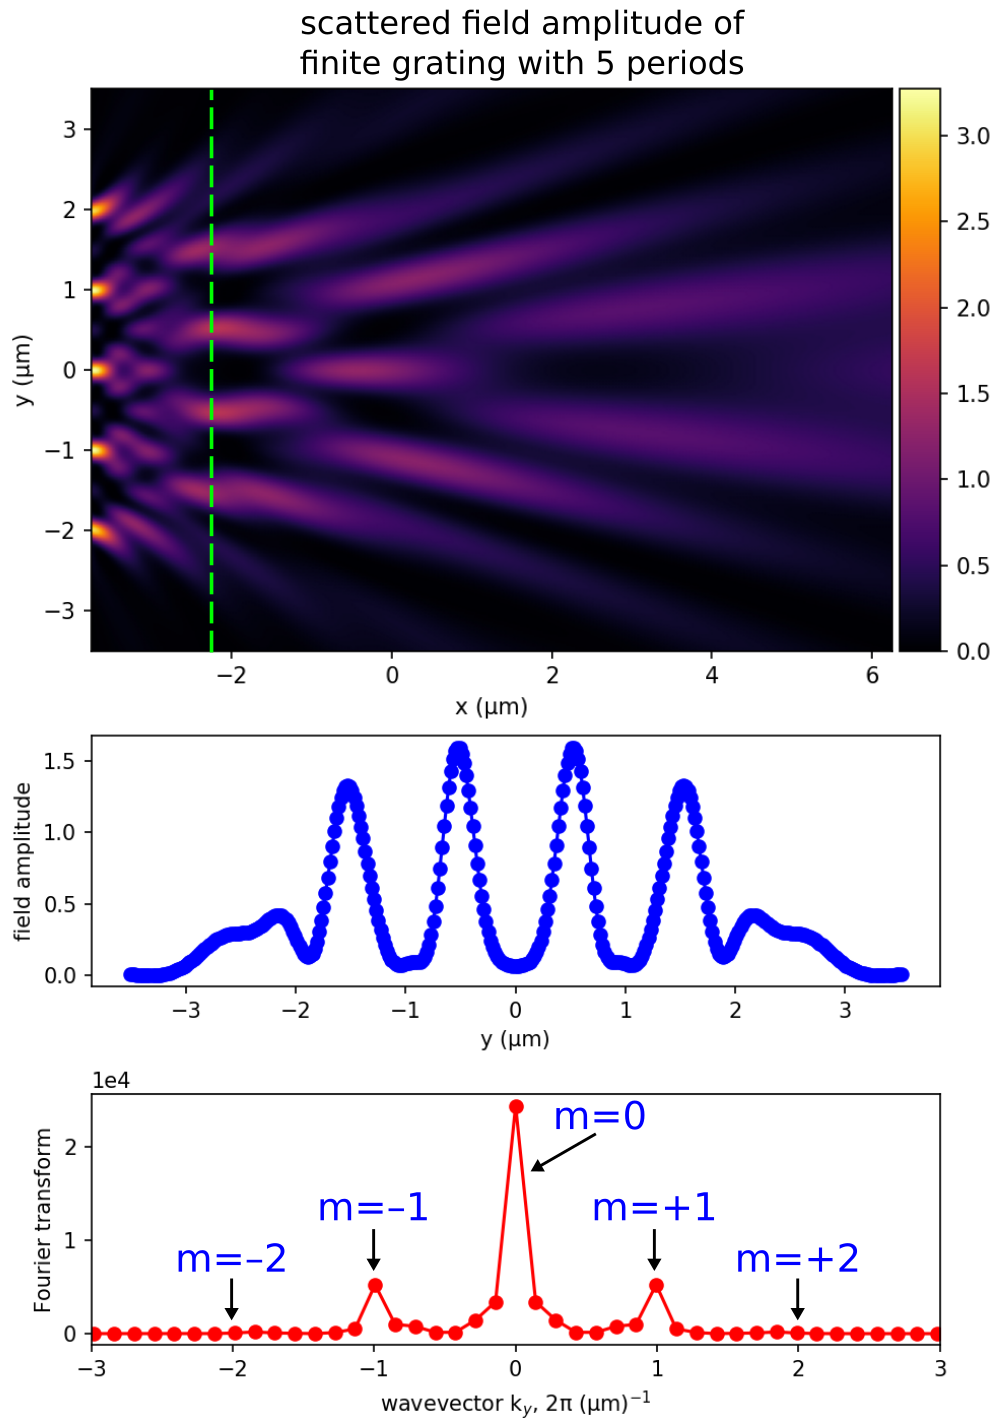 scattered field amplitude of
finite grating with 5 periods
3
2
1
0
−1
−2
−3
y (μm)
−2
0
2
4
6
x (μm)
3.0
2.5
2.0
1.5
1.0
0.5
0.0
1.5
1.0
0.5
0.0
field amplitude
−3
−2
−1
0
1
2
3
y (μm)
1e4
2
1
0
Fourier transform
m=0
m=–1
m=+1
m=–2
m=+2
−3
−2
−1
0
1
2
3
wavevector k_y, 2π (μm)⁻¹